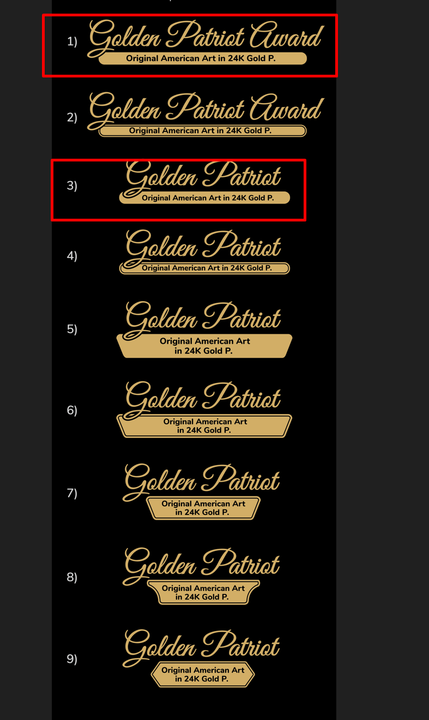 1) Golden Patriot Award
Original American Art in 24K Gold P.
2) Golden Patriot Award
Original American Art in 24K Gold P.
3) Golden Patriot
Original American Art in 24K Gold P.
4) Golden Patriot
Original American Art in 24K Gold P.
5) Golden Patriot
Original American Art
in 24K Gold P.
6) Golden Patriot
Original American Art
in 24K Gold P.
7) Golden Patriot
Original American Art
in 24K Gold P.
8) Golden Patriot
Original American Art
in 24K Gold P.
9) Golden Patriot
Original American Art
in 24K Gold P.